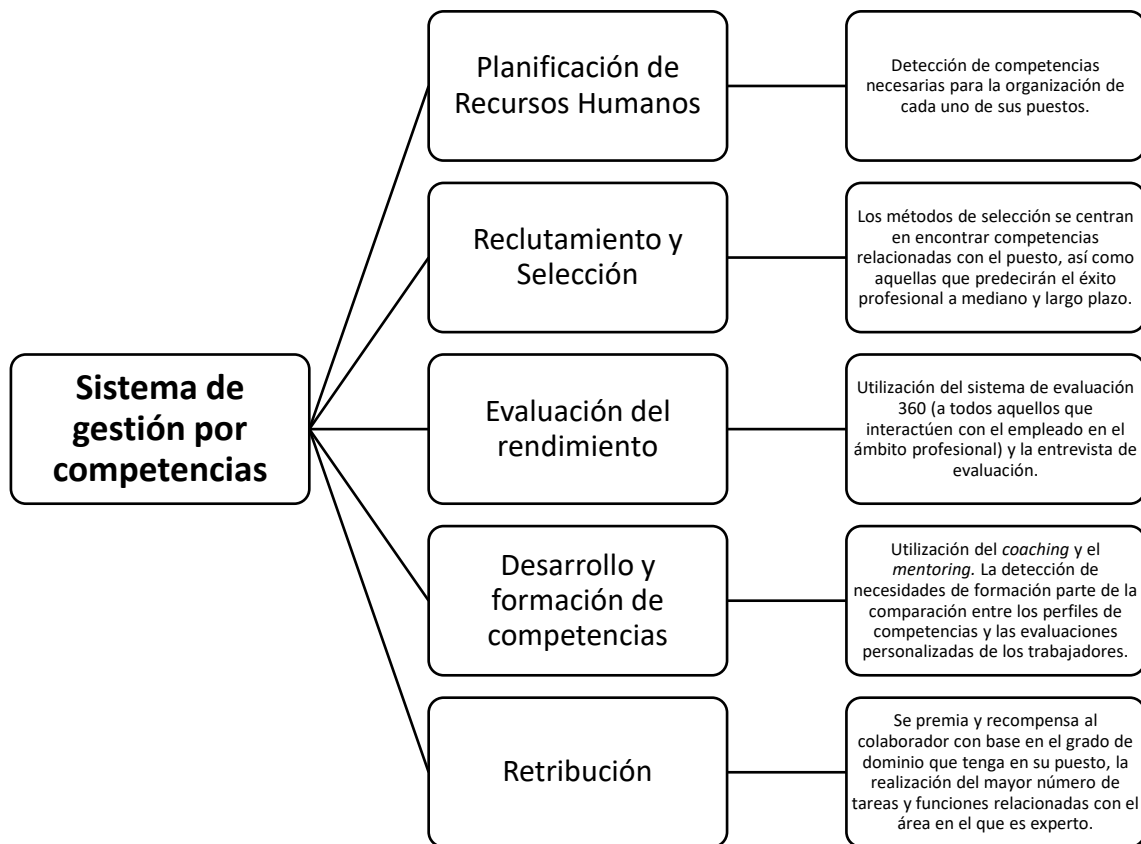 Sistema de
gestión por
competencias
Planificación de
Recursos Humanos
Detección de competencias
necesarias para la organización de
cada uno de sus puestos.
Reclutamiento y
Selección
Los métodos de selección se centran
en encontrar competencias
relacionadas con el puesto, así como
aquellas que predecirán el éxito
profesional a mediano y largo plazo.
Evaluación del
rendimiento
Utilización del sistema de evaluación
360 (a todos aquellos que
interactúen con el empleado en el
ámbito profesional) y la entrevista de
evaluación.
Desarrollo y
formación de
competencias
Utilización del coaching y el
mentoring. La detección de
necesidades de formación parte de la
comparación entre los perfiles de
competencias y las evaluaciones
personalizadas de los trabajadores.
Retribución
Se premia y recompensa al
colaborador con base en el grado de
dominio que tenga en su puesto, la
realización del mayor número de
tareas y funciones relacionadas con el
área en el que es experto.